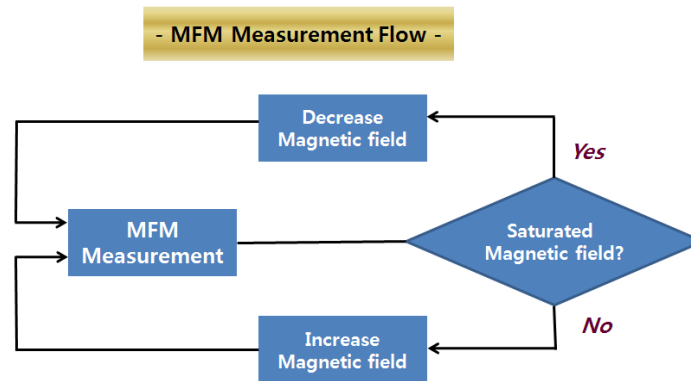 - MFM Measurement Flow -
Decrease
Magnetic field
Yes
MFM
Measurement
Saturated
Magnetic field?
No
Increase
Magnetic field